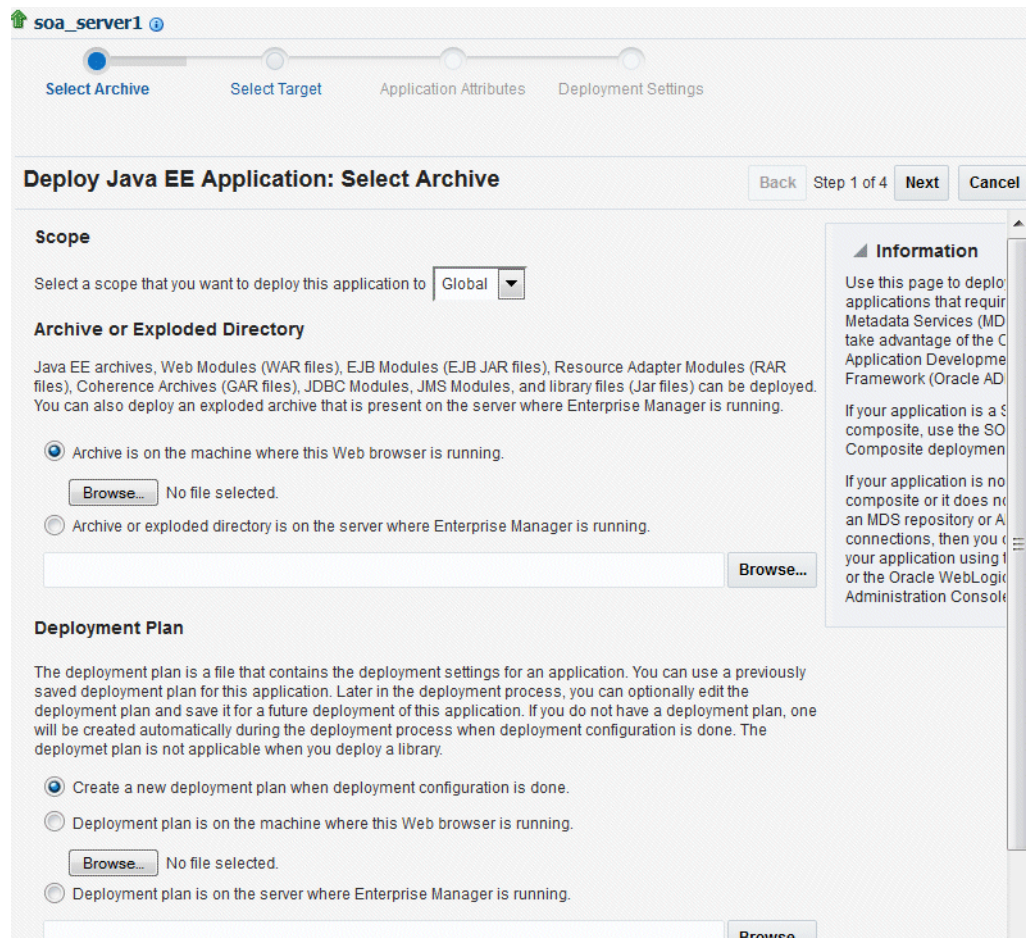 soa_server1
Select Archive
Select Target
Application Attributes
Deployment Settings
Deploy Java EE Application: Select Archive
Back
Step 1 of 4
Next
Cancel
Scope
Select a scope that you want to deploy this application to
Global
Archive or Exploded Directory
Java EE archives, Web Modules (WAR files), EJB Modules (EJB JAR files), Resource Adapter Modules (RAR
files), Coherence Archives (GAR files), JDBC Modules, JMS Modules, and library files (Jar files) can be deployed.
You can also deploy an exploded archive that is present on the server where Enterprise Manager is running.
Archive is on the machine where this Web browser is running.
Browse... No file selected.
Archive or exploded directory is on the server where Enterprise Manager is running.
Browse...
Deployment Plan
The deployment plan is a file that contains the deployment settings for an application. You can use a previously
saved deployment plan for this application. Later in the deployment process, you can optionally edit the
deployment plan and save it for a future deployment of this application. If you do not have a deployment plan, one
will be created automatically during the deployment process when deployment configuration is done. The
deploymet plan is not applicable when you deploy a library.
Create a new deployment plan when deployment configuration is done.
Deployment plan is on the machine where this Web browser is running.
Browse... No file selected.
Deployment plan is on the server where Enterprise Manager is running.
Browse...
Information
Use this page to deplo
applications that requir
Metadata Services (MD
take advantage of the
Application Developme
Framework (Oracle AD
If your application is a
composite, use the SO
Composite deploymen
If your application is no
composite or it does
an MDS repository or A
connections, then you
your application using
or the Oracle WebLogic
Administration Console